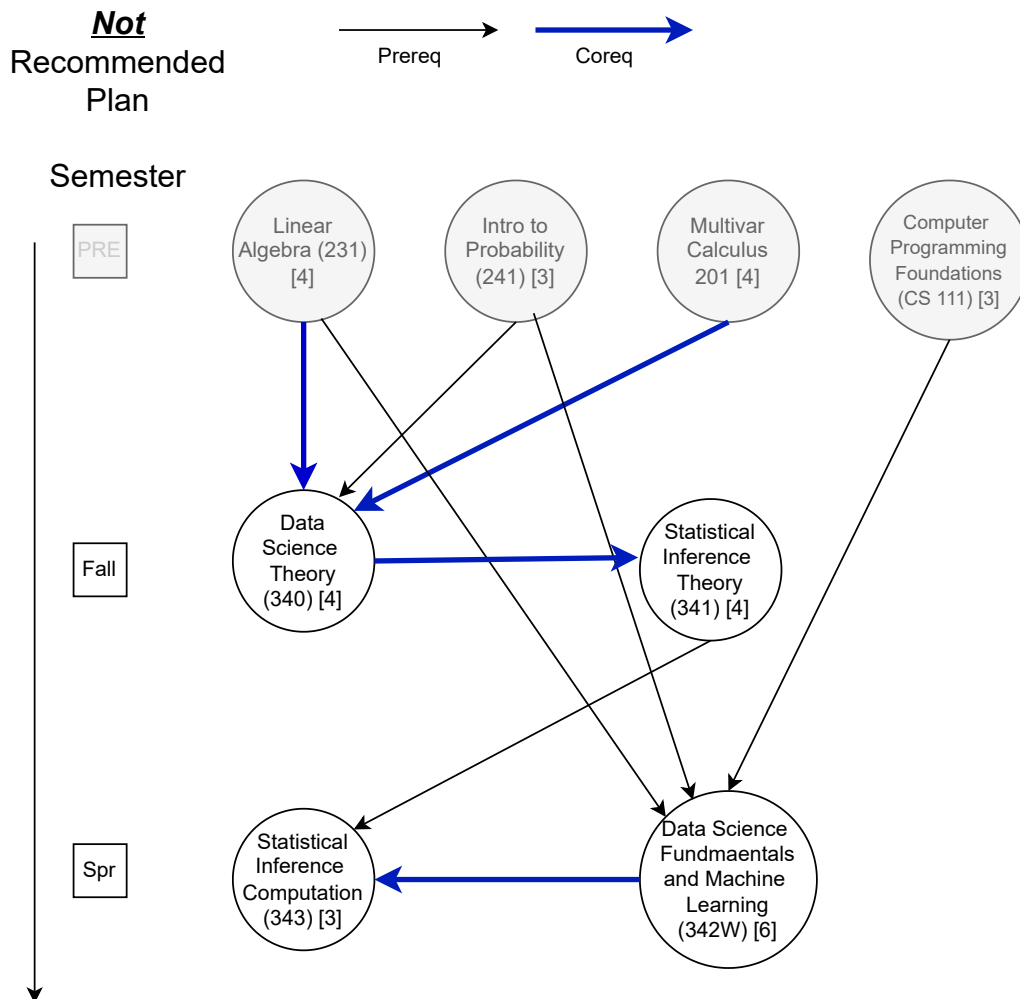 Not
Recommended
Plan
Prereq
Coreq
Semester
PRE
Linear
Algebra (231)
[4]
Intro to
Probability
(241) [3]
Multivar
Calculus
201 [4]
Computer
Programming
Foundations
(CS 111) [3]
Fall
Data
Science
Theory
(340) [4]
Statistical
Inference
Theory
(341) [4]
Spr
Statistical
Inference
Computation
(343) [3]
Data Science
Fundmaentals
and Machine
Learning
(342W) [6]